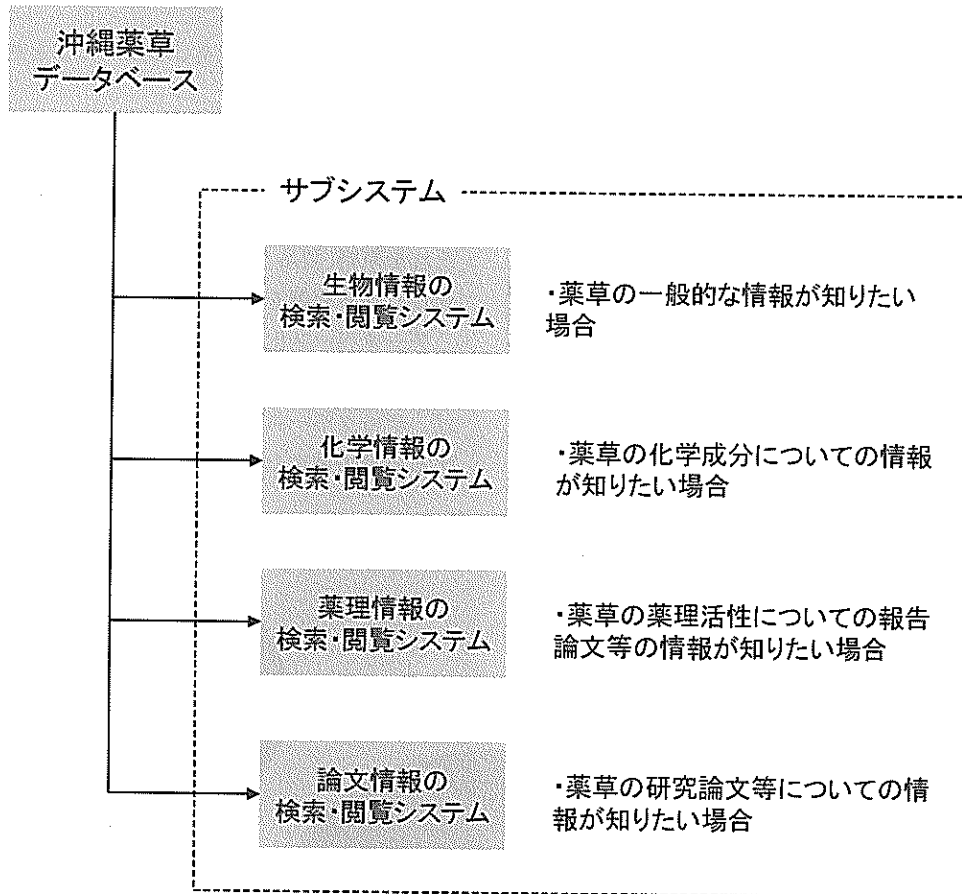 沖縄薬草
データベース
サブシステム
生物情報の
検索・閲覧システム
・薬草の一般的な情報が知りたい
場合
化学情報の
検索・閲覧システム
・薬草の化学成分についての情報
が知りたい場合
薬理情報の
検索・閲覧システム
・薬草の薬理活性についての報告
論文等の情報が知りたい場合
論文情報の
検索・閲覧システム
・薬草の研究論文等についての情
報が知りたい場合